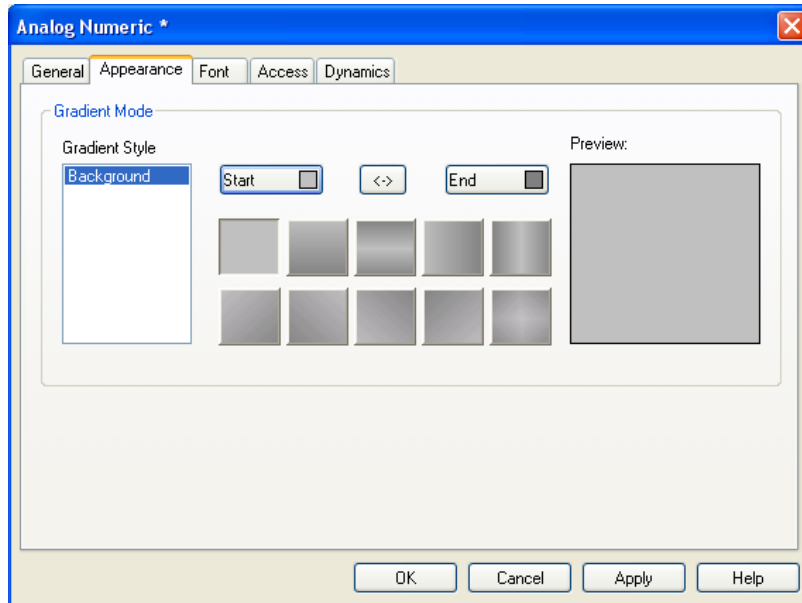 Analog Numeric *
General Appearance Font Access Dynamics
Gradient Mode
Gradient Style
Preview:
Background
Start <-> End
OK Cancel Apply Help